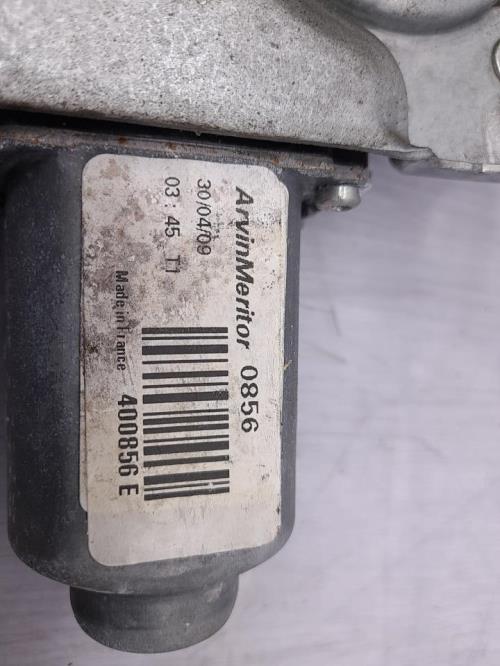 ArvinMeritor 0856
30/04/09
03 : 45 T1
Made in France
400856 E